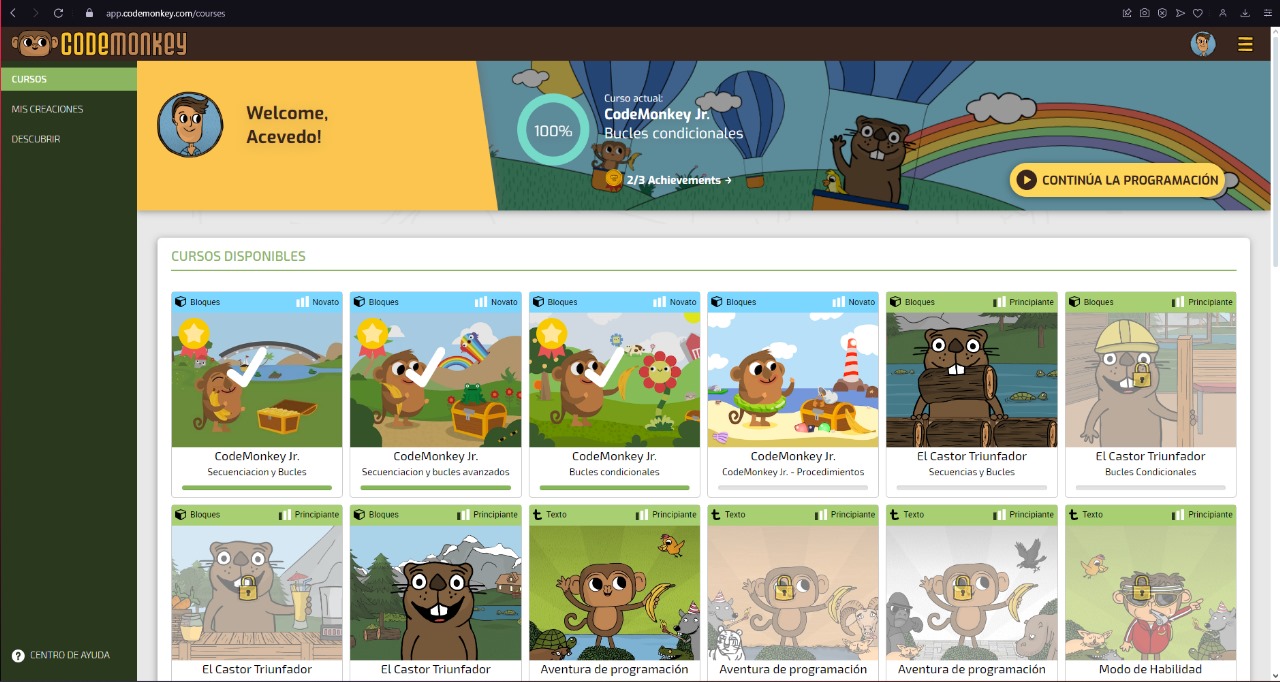 app.codemonkey.com/courses
CODEMONKEY
CURSOS
MIS CREACIONES
DESCUBRIR
CENTRO DE AYUDA
Welcome,
Acevedo!
100%
Curso actual:
CodeMonkey Jr.
Bucles condicionales
2/3 Achievements →
CONTINÚA LA PROGRAMACIÓN
CURSOS DISPONIBLES
Bloques Novato
CodeMonkey Jr.
Secuenciacion y Bucles
Bloques Novato
CodeMonkey Jr.
Secuenciacion y bucles avanzados
Bloques Novato
CodeMonkey Jr.
Bucles condicionales
Bloques Novato
CodeMonkey Jr.
CodeMonkey Jr. - Procedimientos
Bloques Principiante
El Castor Triunfador
Secuencias y Bucles
Bloques Principiante
El Castor Triunfador
Bucles Condicionales
Bloques Principiante
El Castor Triunfador
Bloques Principiante
El Castor Triunfador
Texto Principiante
Aventura de programación
Texto Principiante
Aventura de programación
Texto Principiante
Aventura de programación
Texto Principiante
Modo de Habilidad